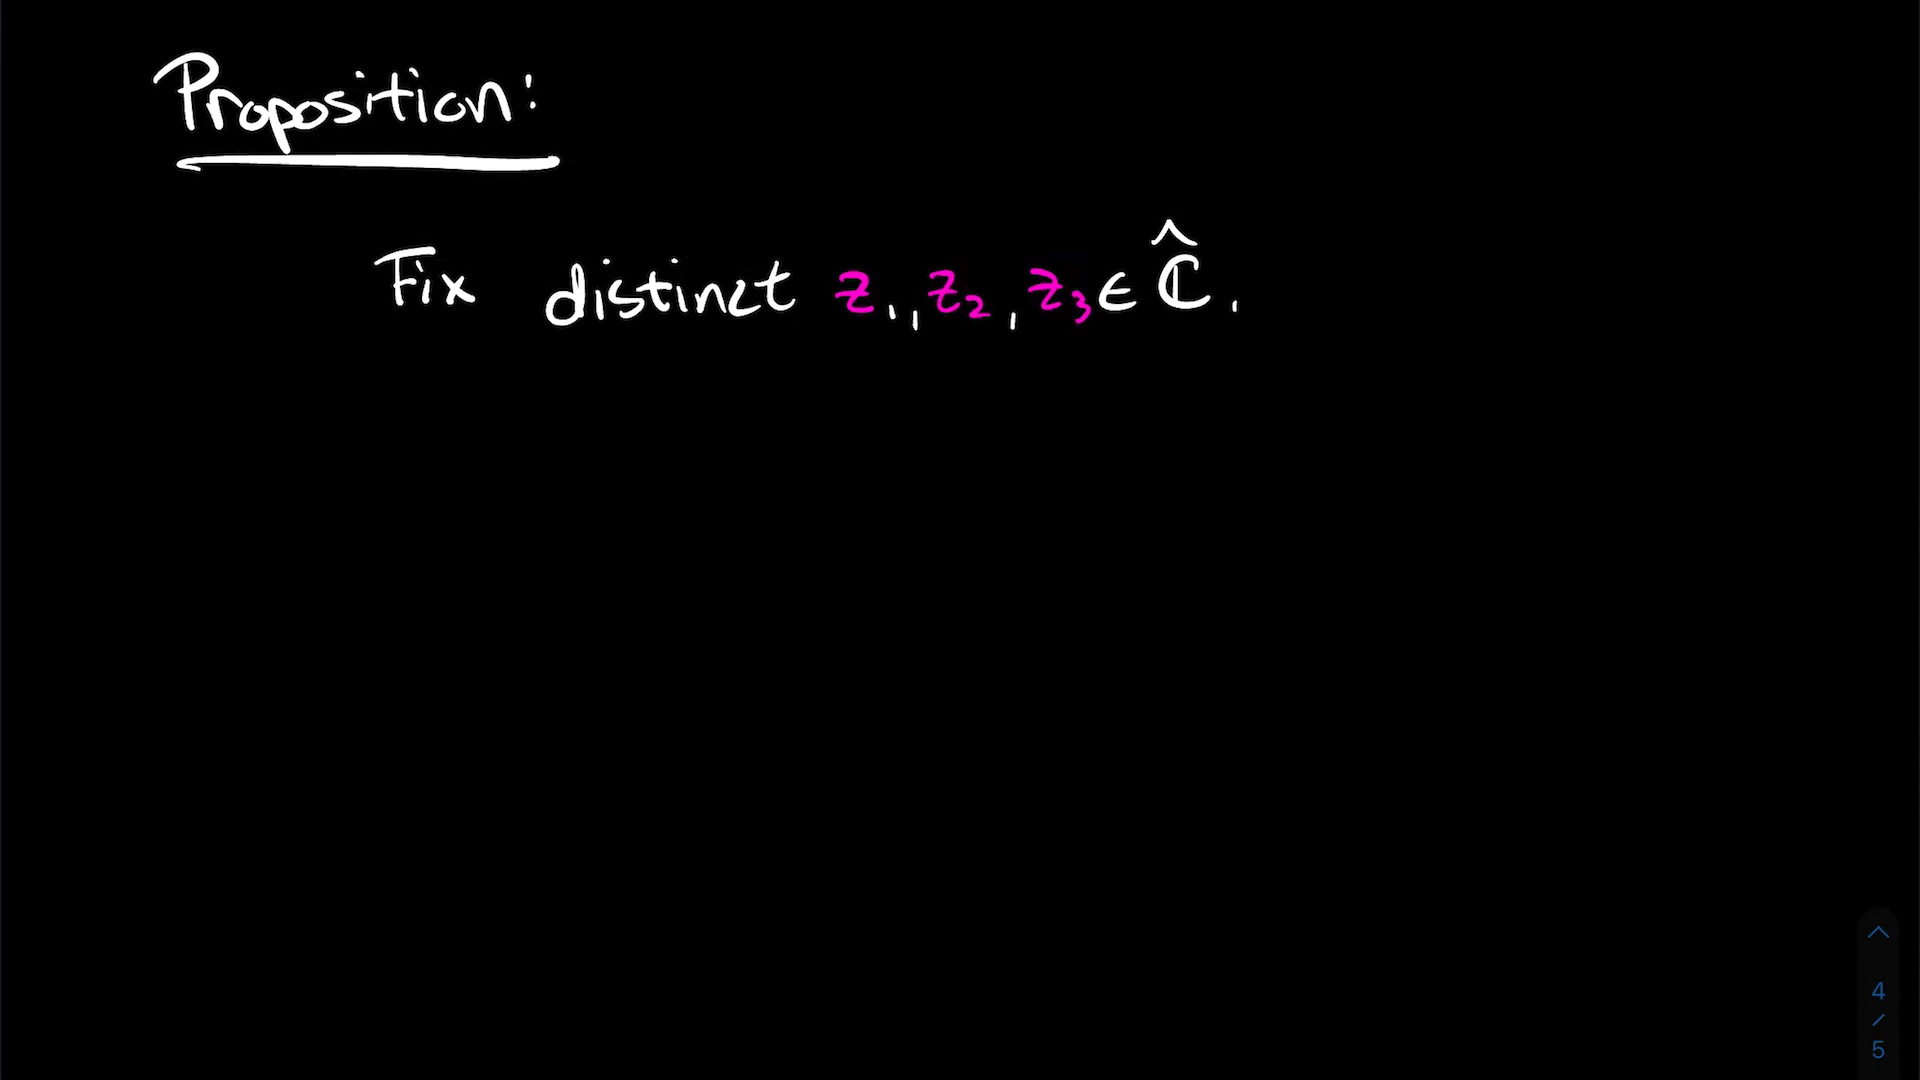 Proposition:
Fix distinct z₁, z₂, z₃ ∈ ℂ̂.
4
/
5